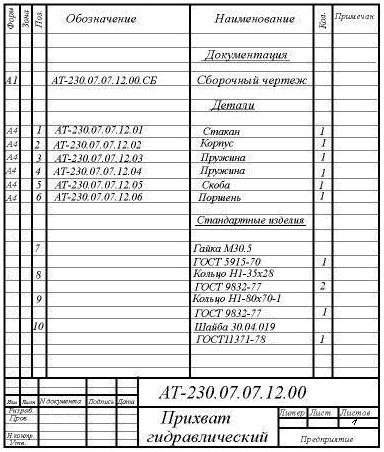 Форм Зона Поз. Обозначение Наименование Кол. Примечан
Документация
А1 АТ-230.07.07.12.00.СБ Сборочный чертеж
Детали
А4 1 АТ-230.07.07.12.01 Стакан 1
А4 2 АТ-230.07.07.12.02 Корпус 1
А4 3 АТ-230.07.07.12.03 Пружина 1
А4 4 АТ-230.07.07.12.04 Пружина 1
А4 5 АТ-230.07.07.12.05 Скоба 1
А4 6 АТ-230.07.07.12.06 Поршень 1
Стандартные изделия
7 Гайка М30.5
ГОСТ 5915-70 1
8 Кольцо Н1-35х28
ГОСТ 9832-77 2
9 Кольцо Н1-80х70-1
ГОСТ 9832-77 1
10 Шайба 30.04.019
ГОСТ11371-78 1
АТ-230.07.07.12.00
Изм Лист N документа Подпись Дата
Разраб. Прихват Литер Лист Листов
Пров. 1
Н.контр. гидравлический Предприятие
Утв.